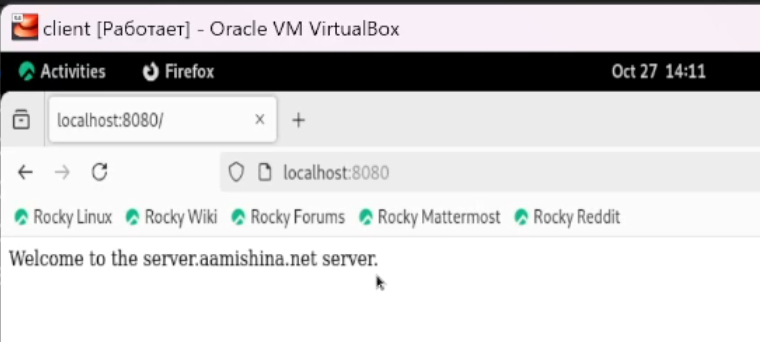 client [Работает] - Oracle VM VirtualBox
Activities Firefox Oct 27 14:11
localhost:8080/ × +
localhost:8080
Rocky Linux Rocky Wiki Rocky Forums Rocky Mattermost Rocky Reddit
Welcome to the server.aamishina.net server.